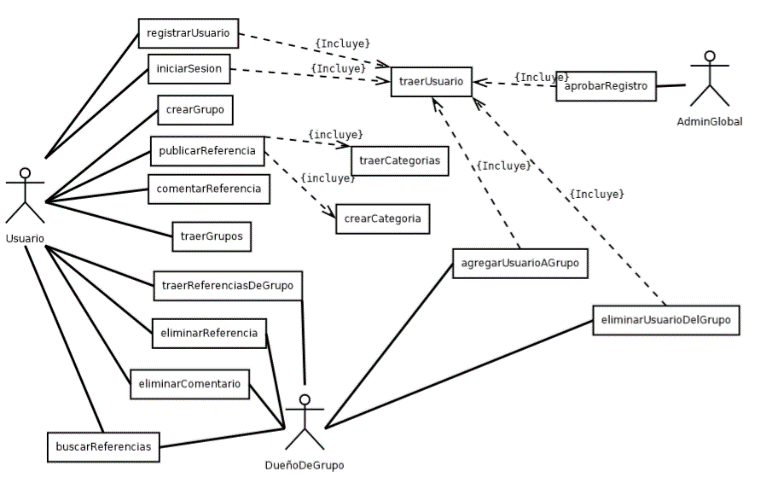 registrarUsuario
{Incluye}
iniciarSesion
{Incluye}
traerUsuario
{Incluye}
aprobarRegistro
AdminGlobal
crearGrupo
publicarReferencia
{incluye}
traerCategorias
{incluye}
{Incluye}
comentarReferencia
{Incluye}
crearCategoria
Usuario
traerGrupos
agregarUsuarioAGrupo
traerReferenciasDeGrupo
eliminarUsuarioDelGrupo
eliminarReferencia
eliminarComentario
buscarReferencias
DueñoDeGrupo